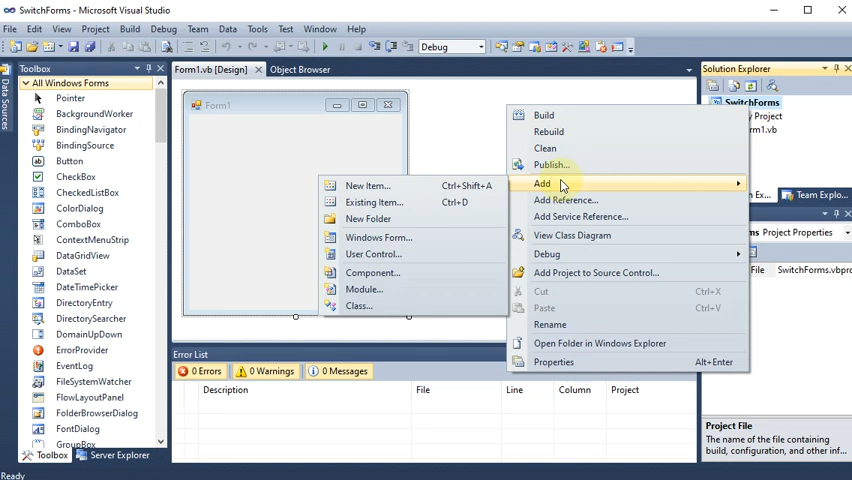 SwitchForms - Microsoft Visual Studio
File Edit View Project Build Debug Team Data Tools Test Window Help
Debug
Data Sources
Toolbox
All Windows Forms
Pointer
BackgroundWorker
BindingNavigator
BindingSource
Button
CheckBox
CheckedListBox
ColorDialog
ComboBox
ContextMenuStrip
DataGridView
DataSet
DateTimePicker
DirectoryEntry
DirectorySearcher
DomainUpDown
ErrorProvider
EventLog
FileSystemWatcher
FlowLayoutPanel
FolderBrowserDialog
FontDialog
GroupBox
Toolbox Server Explorer
Form1.vb [Design] Object Browser
Form1
New Item... Ctrl+Shift+A
Existing Item... Ctrl+D
New Folder
Windows Form...
User Control...
Component...
Module...
Class...
Build
Rebuild
Clean
Publish...
Add
Add Reference...
Add Service Reference...
View Class Diagram
Debug
Add Project to Source Control...
Cut Ctrl+X
Paste Ctrl+V
Rename
Open Folder in Windows Explorer
Properties Alt+Enter
Error List
0 Errors 0 Warnings 0 Messages
Description File Line Column Project
Solution Explorer
SwitchForms
y Project
rm1.vb
n Ex... Team Explo...
ms Project Properties
File SwitchForms.vbpro
Project File
The name of the file containing
build, configuration, and other inf...
Ready